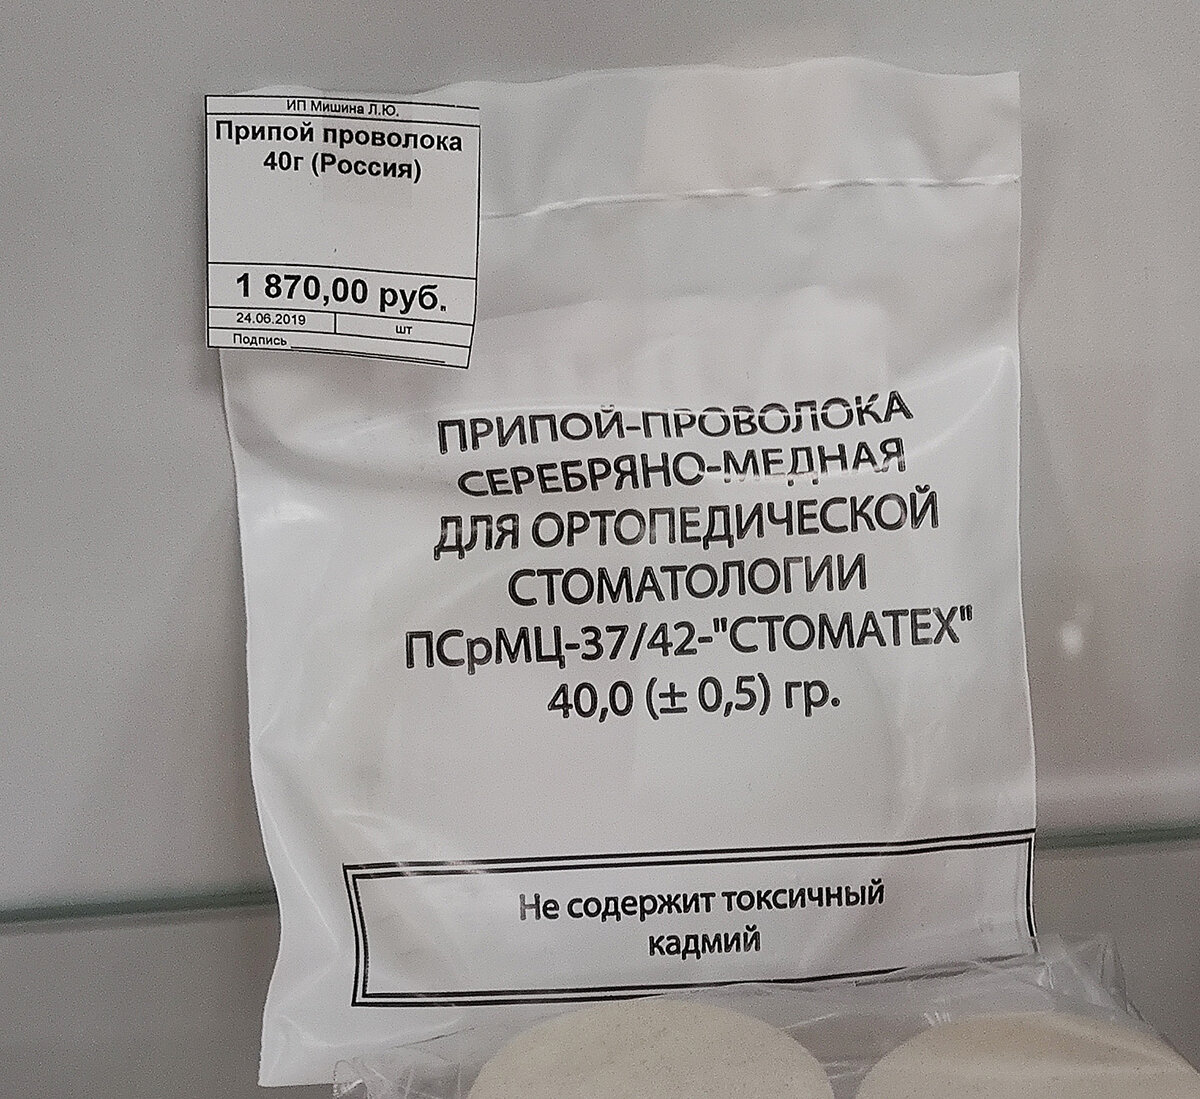 ИП Мишина Л.Ю.
Припой проволока
40г (Россия)
1 870,00 руб.
24.06.2019 шт
Подпись
ПРИПОЙ-ПРОВОЛОКА
СЕРЕБРЯНО-МЕДНАЯ
ДЛЯ ОРТОПЕДИЧЕСКОЙ
СТОМАТОЛОГИИ
ПСрМЦ-37/42-"СТОМАТЕХ"
40,0 (± 0,5) гр.
Не содержит токсичный
кадмий